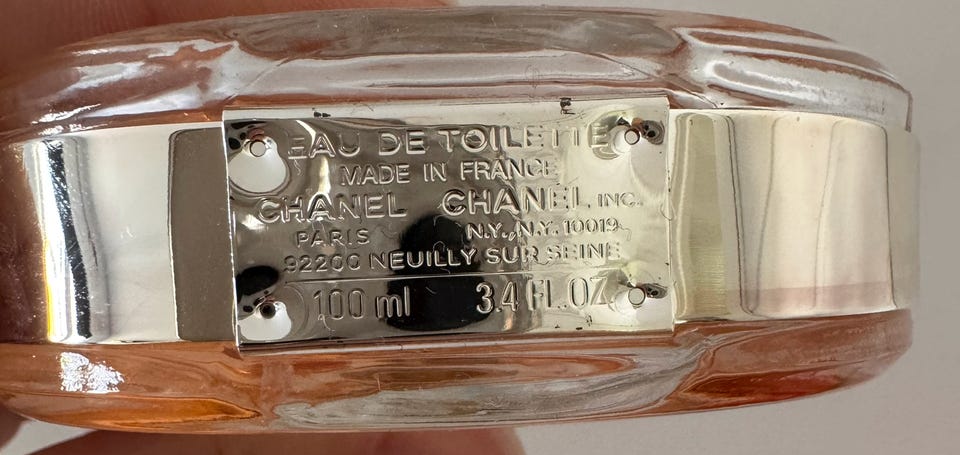 EAU DE TOILETTE
MADE IN FRANCE
CHANEL CHANEL, INC.
PARIS N.Y., N.Y. 10019
92200 NEUILLY SUR SEINE
100 ml 3.4 FL.OZ